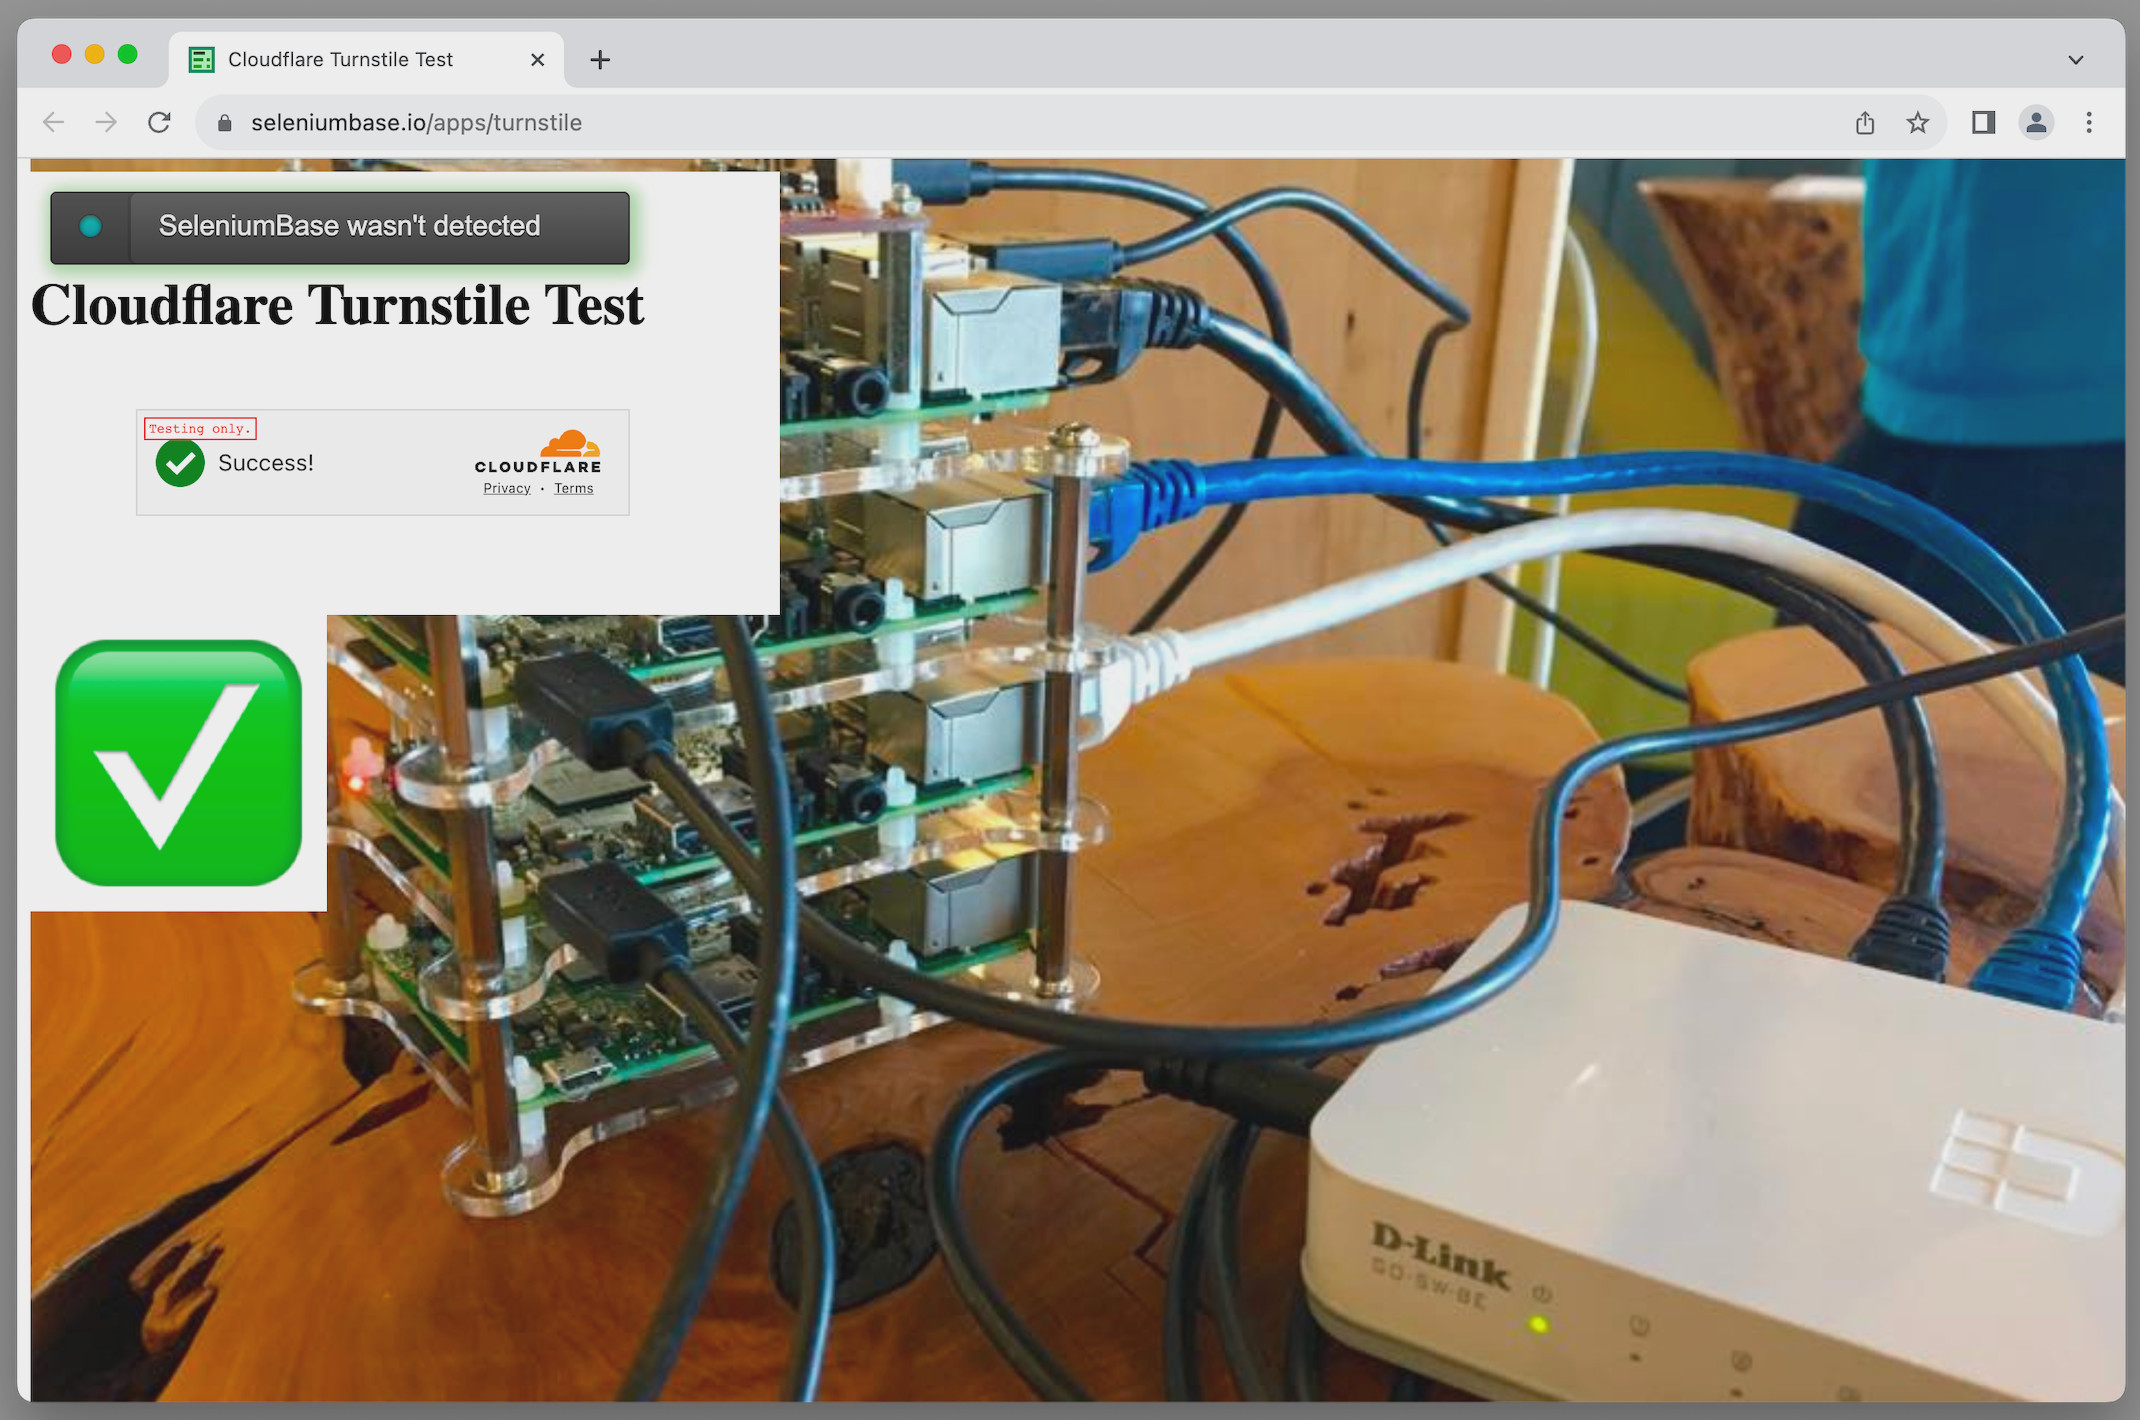 Cloudflare Turnstile Test
seleniumbase.io/apps/turnstile
SeleniumBase wasn't detected
Cloudflare Turnstile Test
Testing only.
Success!
CLOUDFLARE
Privacy • Terms
D-Link
GO-SW-8E